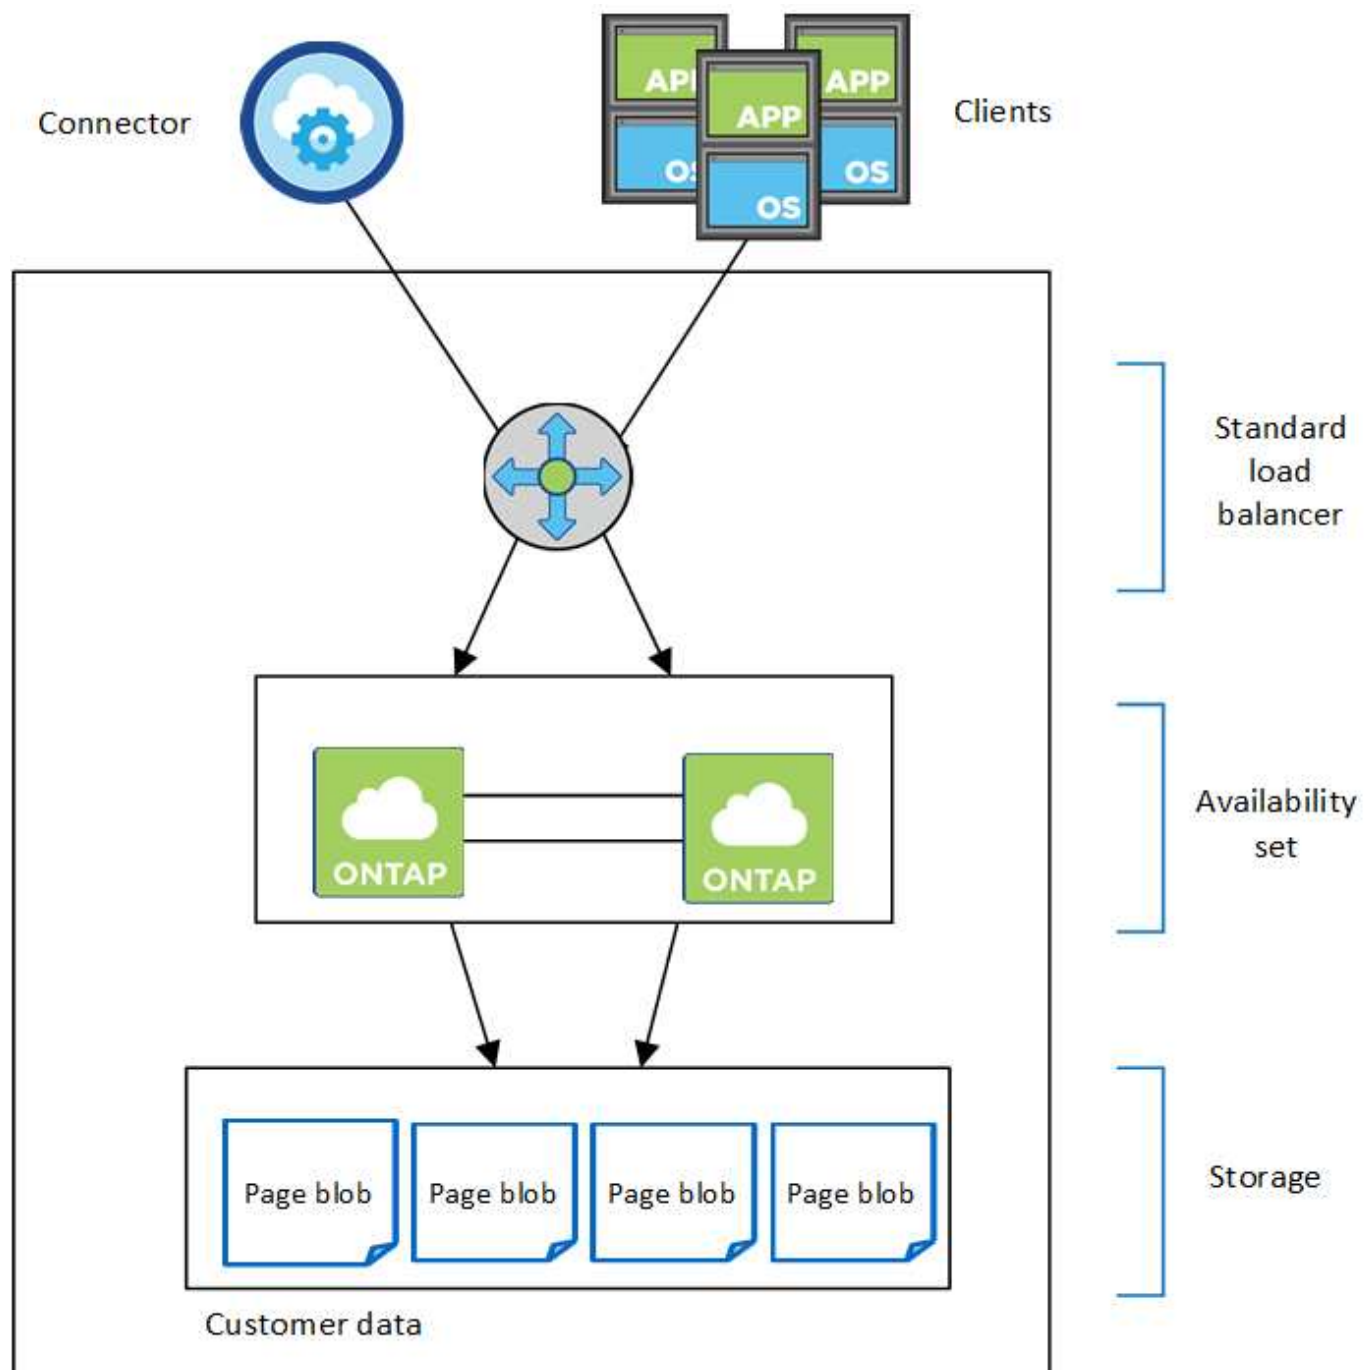 Connector
APP
APP
APP
OS
OS
OS
Clients
Standard
load
balancer
ONTAP
ONTAP
Availability
set
Page blob
Page blob
Page blob
Page blob
Storage
Customer data